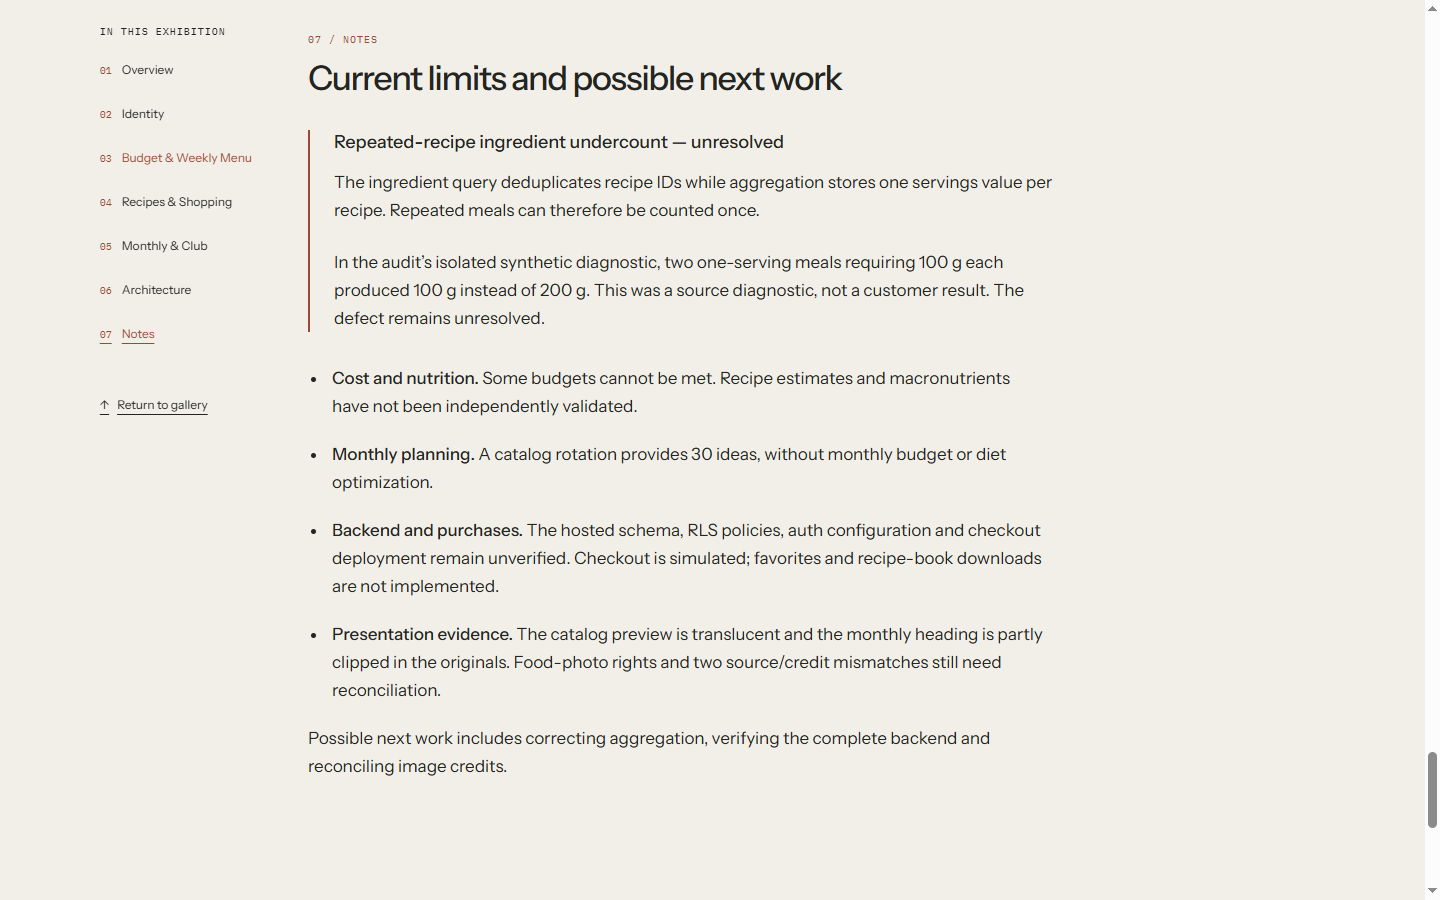 IN THIS EXHIBITION
01 Overview
02 Identity
03 Budget & Weekly Menu
04 Recipes & Shopping
05 Monthly & Club
06 Architecture
07 Notes
↑ Return to gallery
07 / NOTES
Current limits and possible next work
Repeated-recipe ingredient undercount — unresolved
The ingredient query deduplicates recipe IDs while aggregation stores one servings value per
recipe. Repeated meals can therefore be counted once.
In the audit’s isolated synthetic diagnostic, two one-serving meals requiring 100 g each
produced 100 g instead of 200 g. This was a source diagnostic, not a customer result. The
defect remains unresolved.
• Cost and nutrition. Some budgets cannot be met. Recipe estimates and macronutrients
have not been independently validated.
• Monthly planning. A catalog rotation provides 30 ideas, without monthly budget or diet
optimization.
• Backend and purchases. The hosted schema, RLS policies, auth configuration and checkout
deployment remain unverified. Checkout is simulated; favorites and recipe-book downloads
are not implemented.
• Presentation evidence. The catalog preview is translucent and the monthly heading is partly
clipped in the originals. Food-photo rights and two source/credit mismatches still need
reconciliation.
Possible next work includes correcting aggregation, verifying the complete backend and
reconciling image credits.